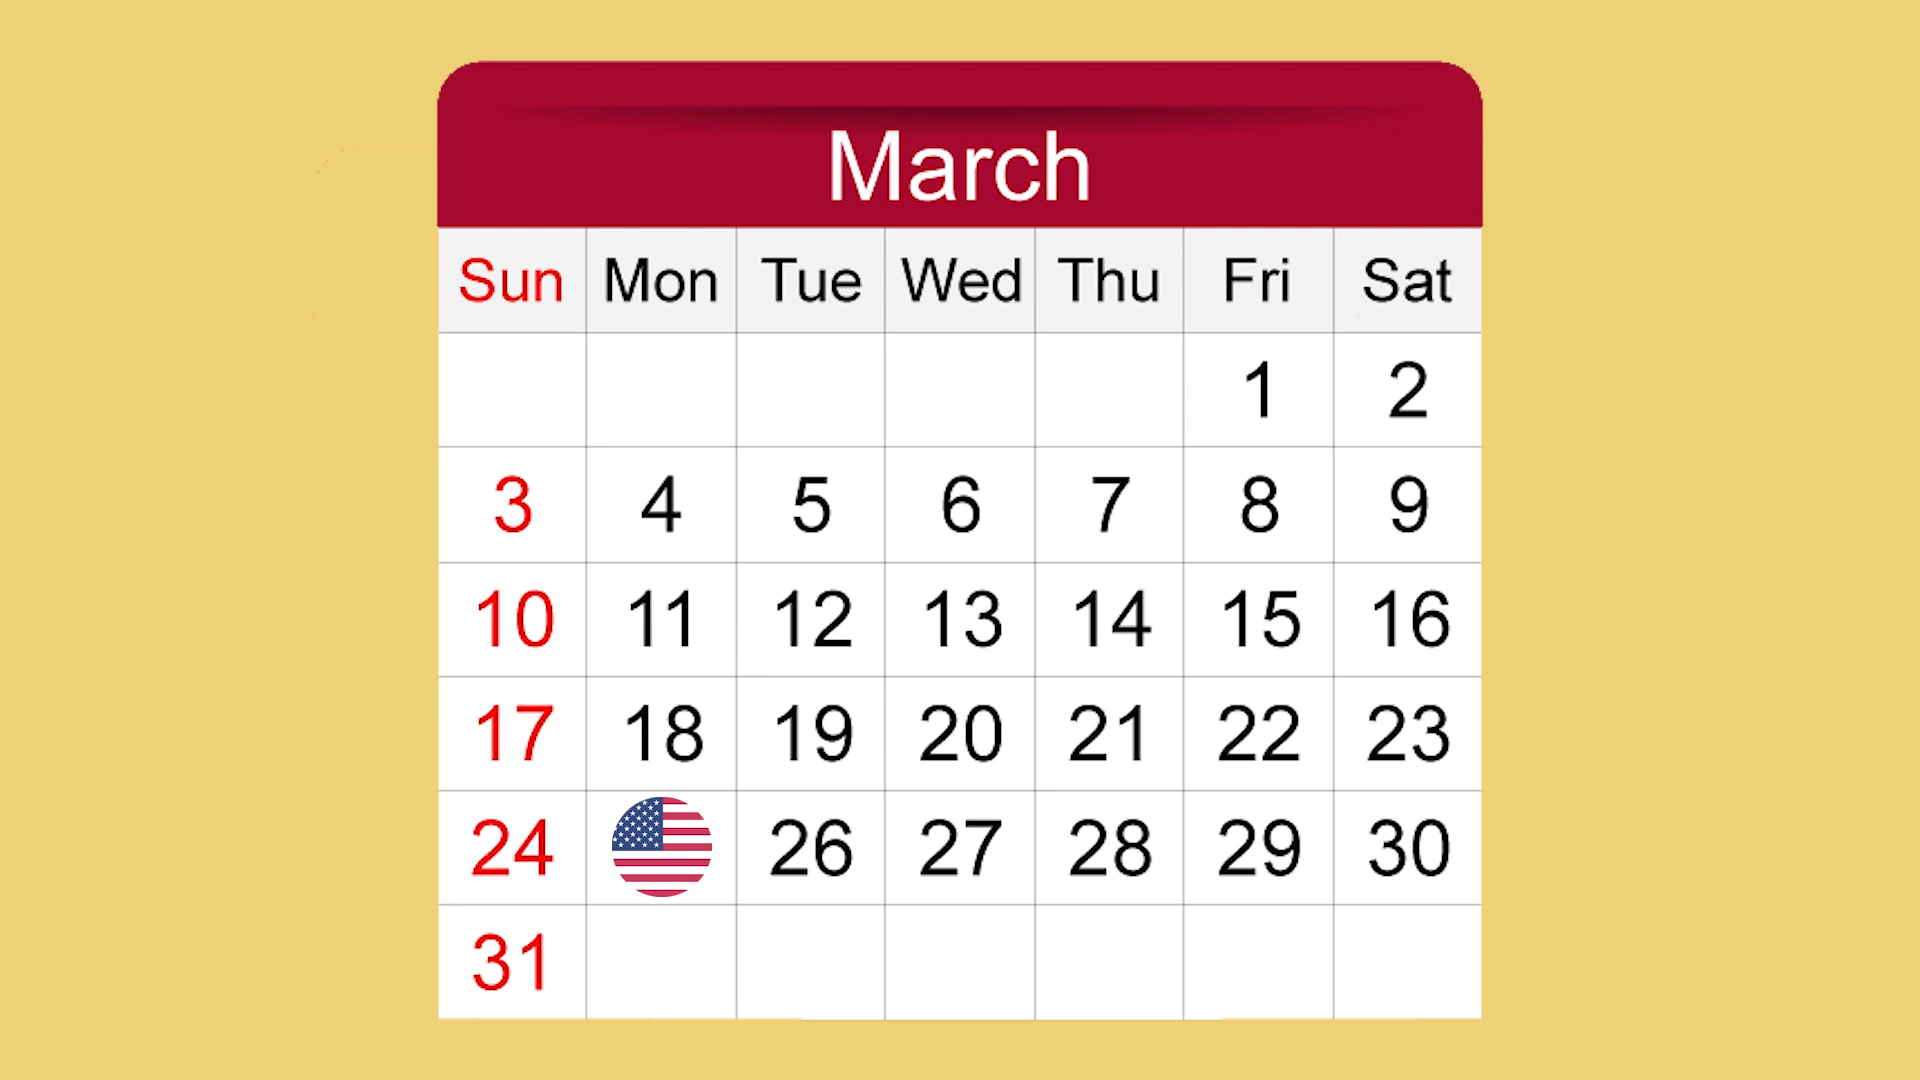 March
Sun Mon Tue Wed Thu Fri Sat
1 2
3 4 5 6 7 8 9
10 11 12 13 14 15 16
17 18 19 20 21 22 23
24 26 27 28 29 30
31